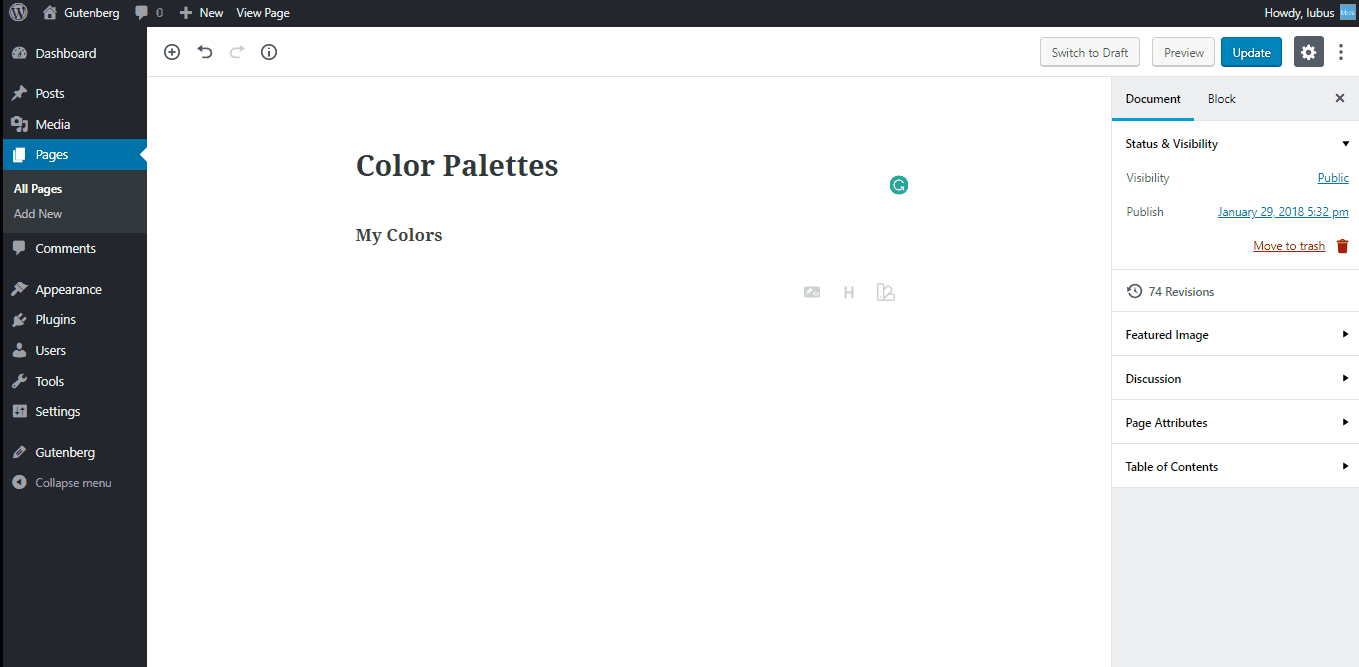 Gutenberg 0 New View Page Howdy, lubus
Dashboard
Posts
Media
Pages
All Pages
Add New
Comments
Appearance
Plugins
Users
Tools
Settings
Gutenberg
Collapse menu
Switch to Draft Preview Update
Color Palettes
My Colors
H
Document Block
Status & Visibility
Visibility Public
Publish January 29, 2018 5:32 pm
Move to trash
74 Revisions
Featured Image
Discussion
Page Attributes
Table of Contents